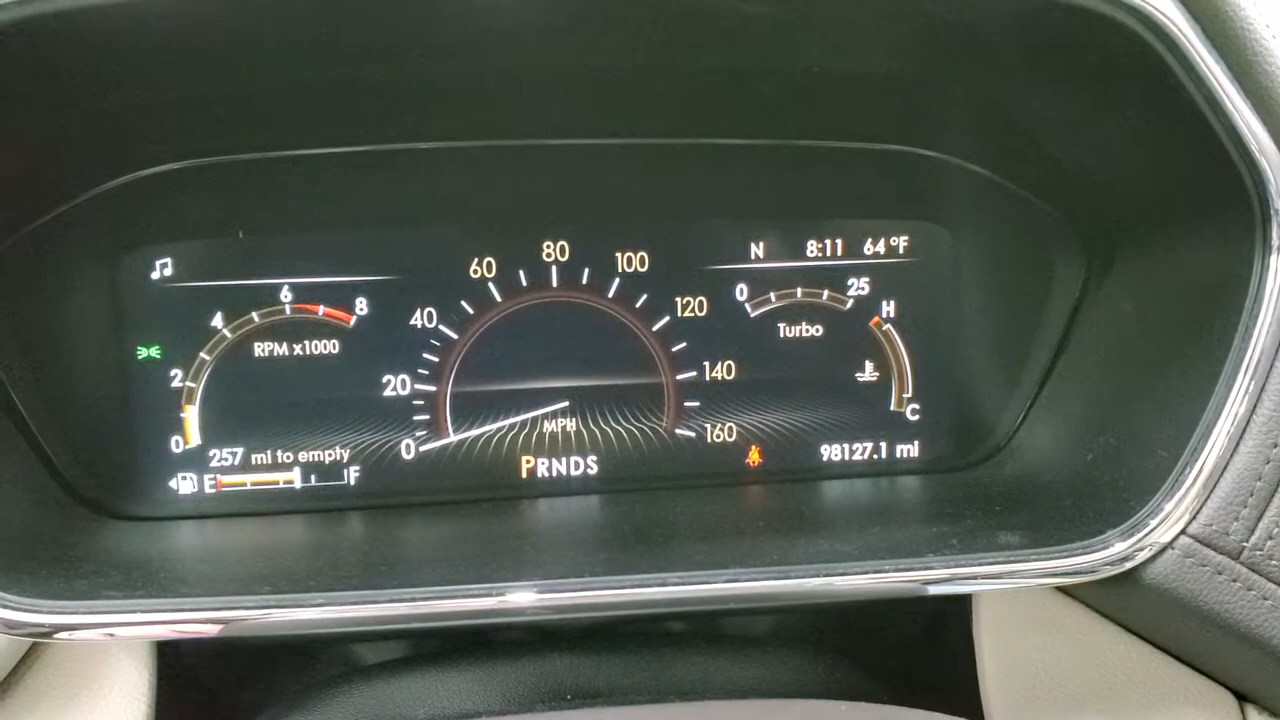 N 8:11 64 °F
0 2 4 6 8
RPM x1000
0 20 40 60 80 100 120 140 160
MPH
0 25
Turbo
H
C
257 mi to empty
E F
PRNDS
98127.1 mi